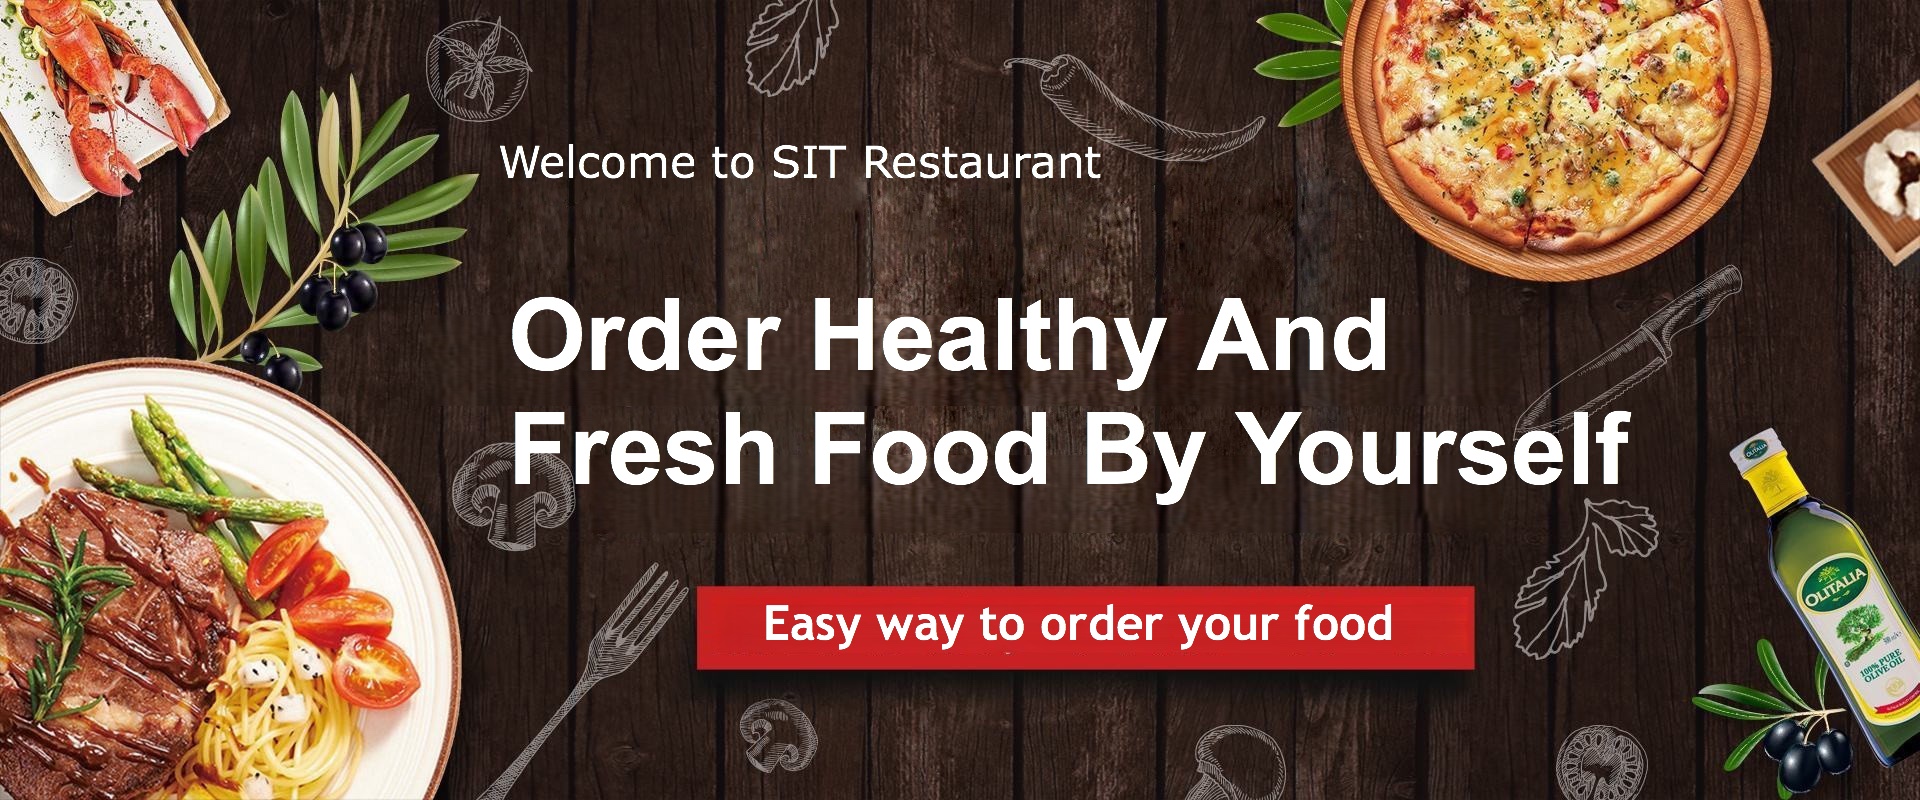 Welcome to SIT Restaurant
Order Healthy And
Fresh Food By Yourself
Easy way to order your food
OLITALIA
OLITALIA
100% PURE
OLIVE OIL